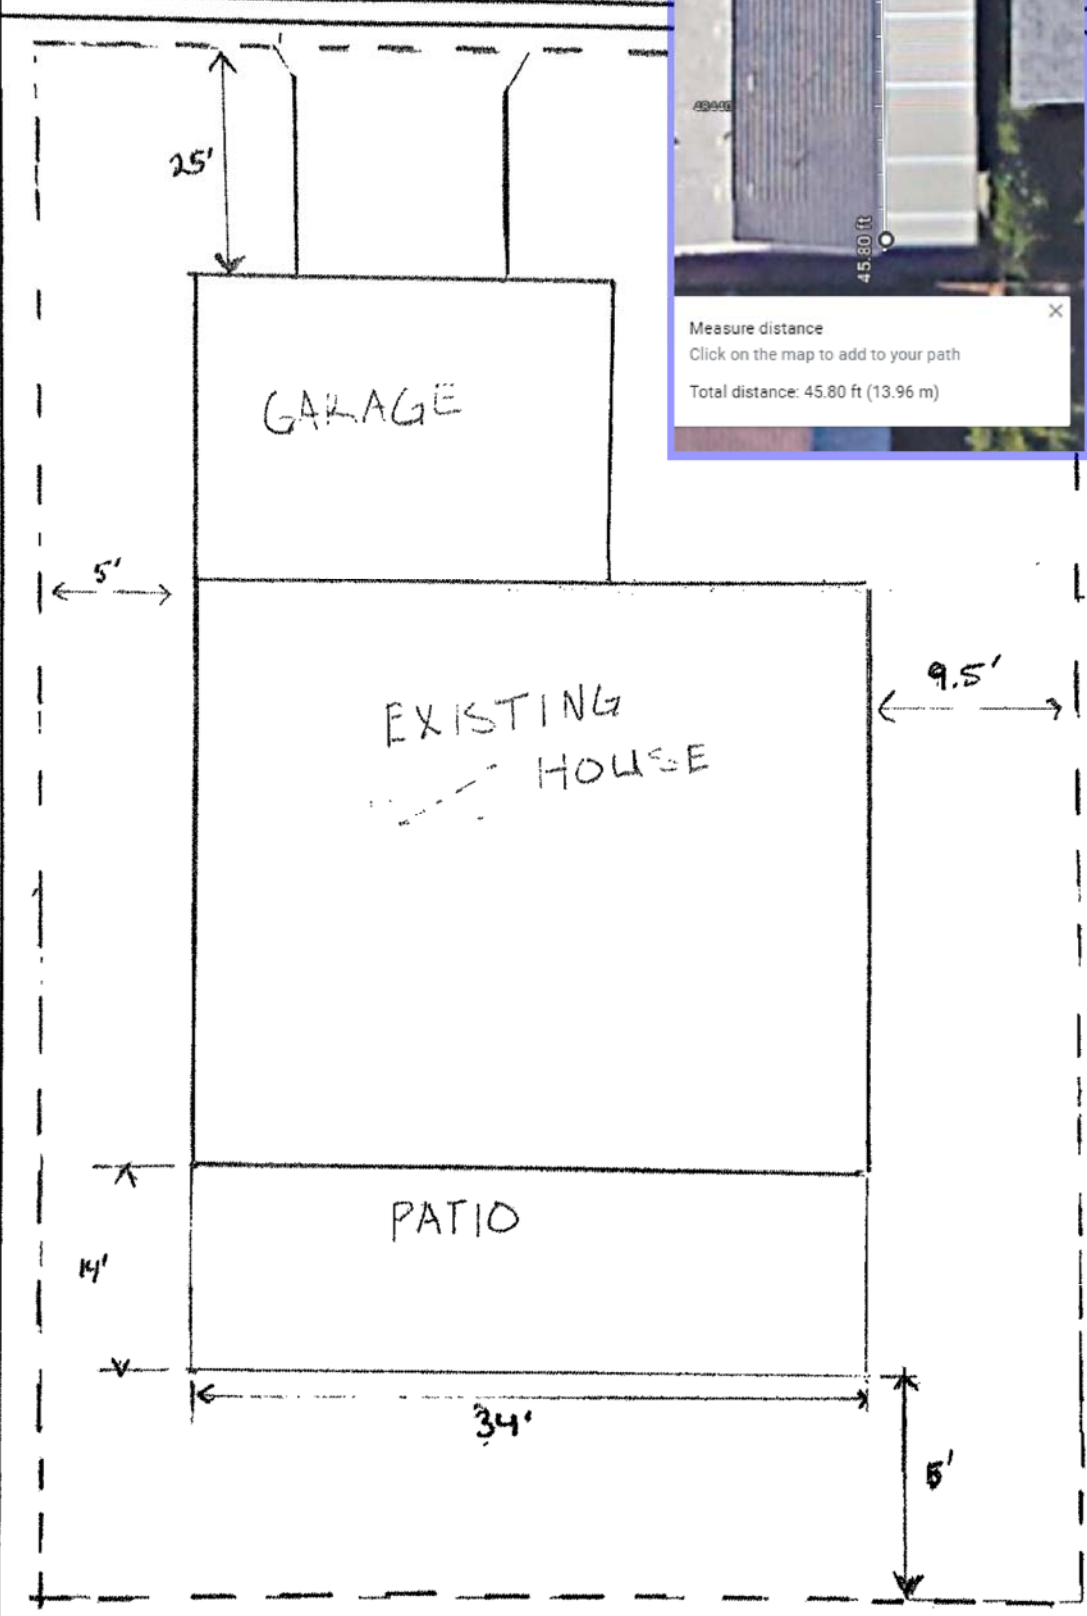 25'
45.80 ft
Measure distance
Click on the map to add to your path
Total distance: 45.80 ft (13.96 m)
GARAGE
5'
9.5'
EXISTING
HOUSE
PATIO
14'
34'
5'